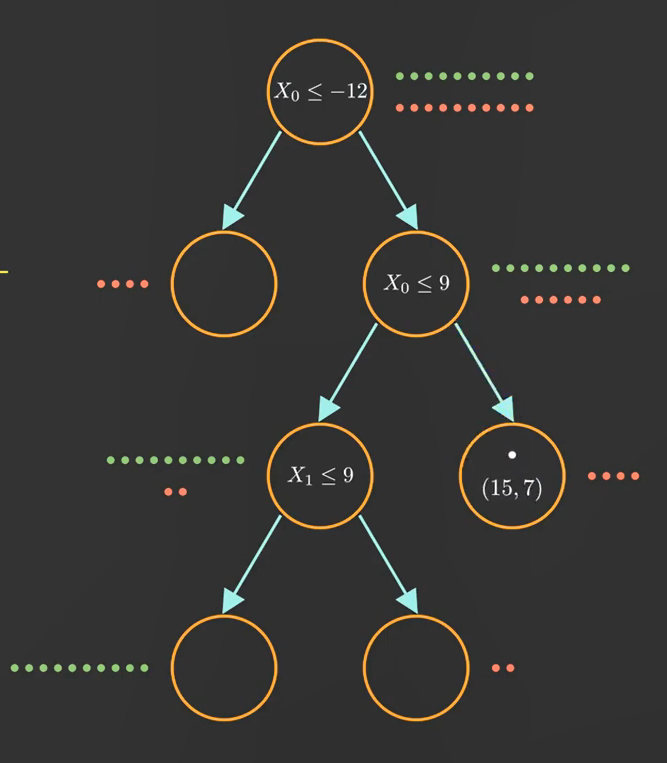 X₀ ≤ −12
X₀ ≤ 9
X₁ ≤ 9
(15, 7)